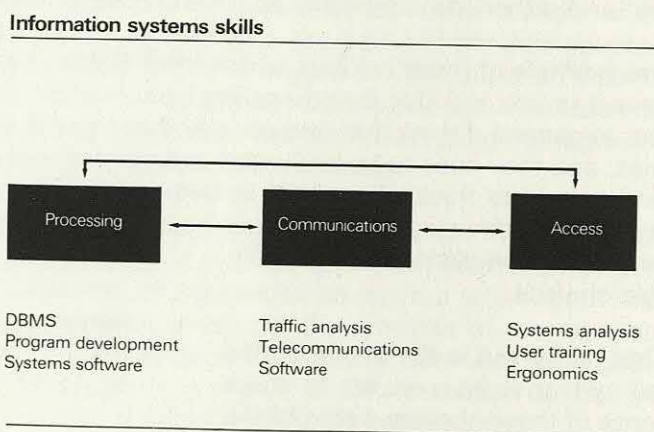 Information systems skills
Processing
Communications
Access
DBMS
Program development
Systems software
Traffic analysis
Telecommunications
Software
Systems analysis
User training
Ergonomics